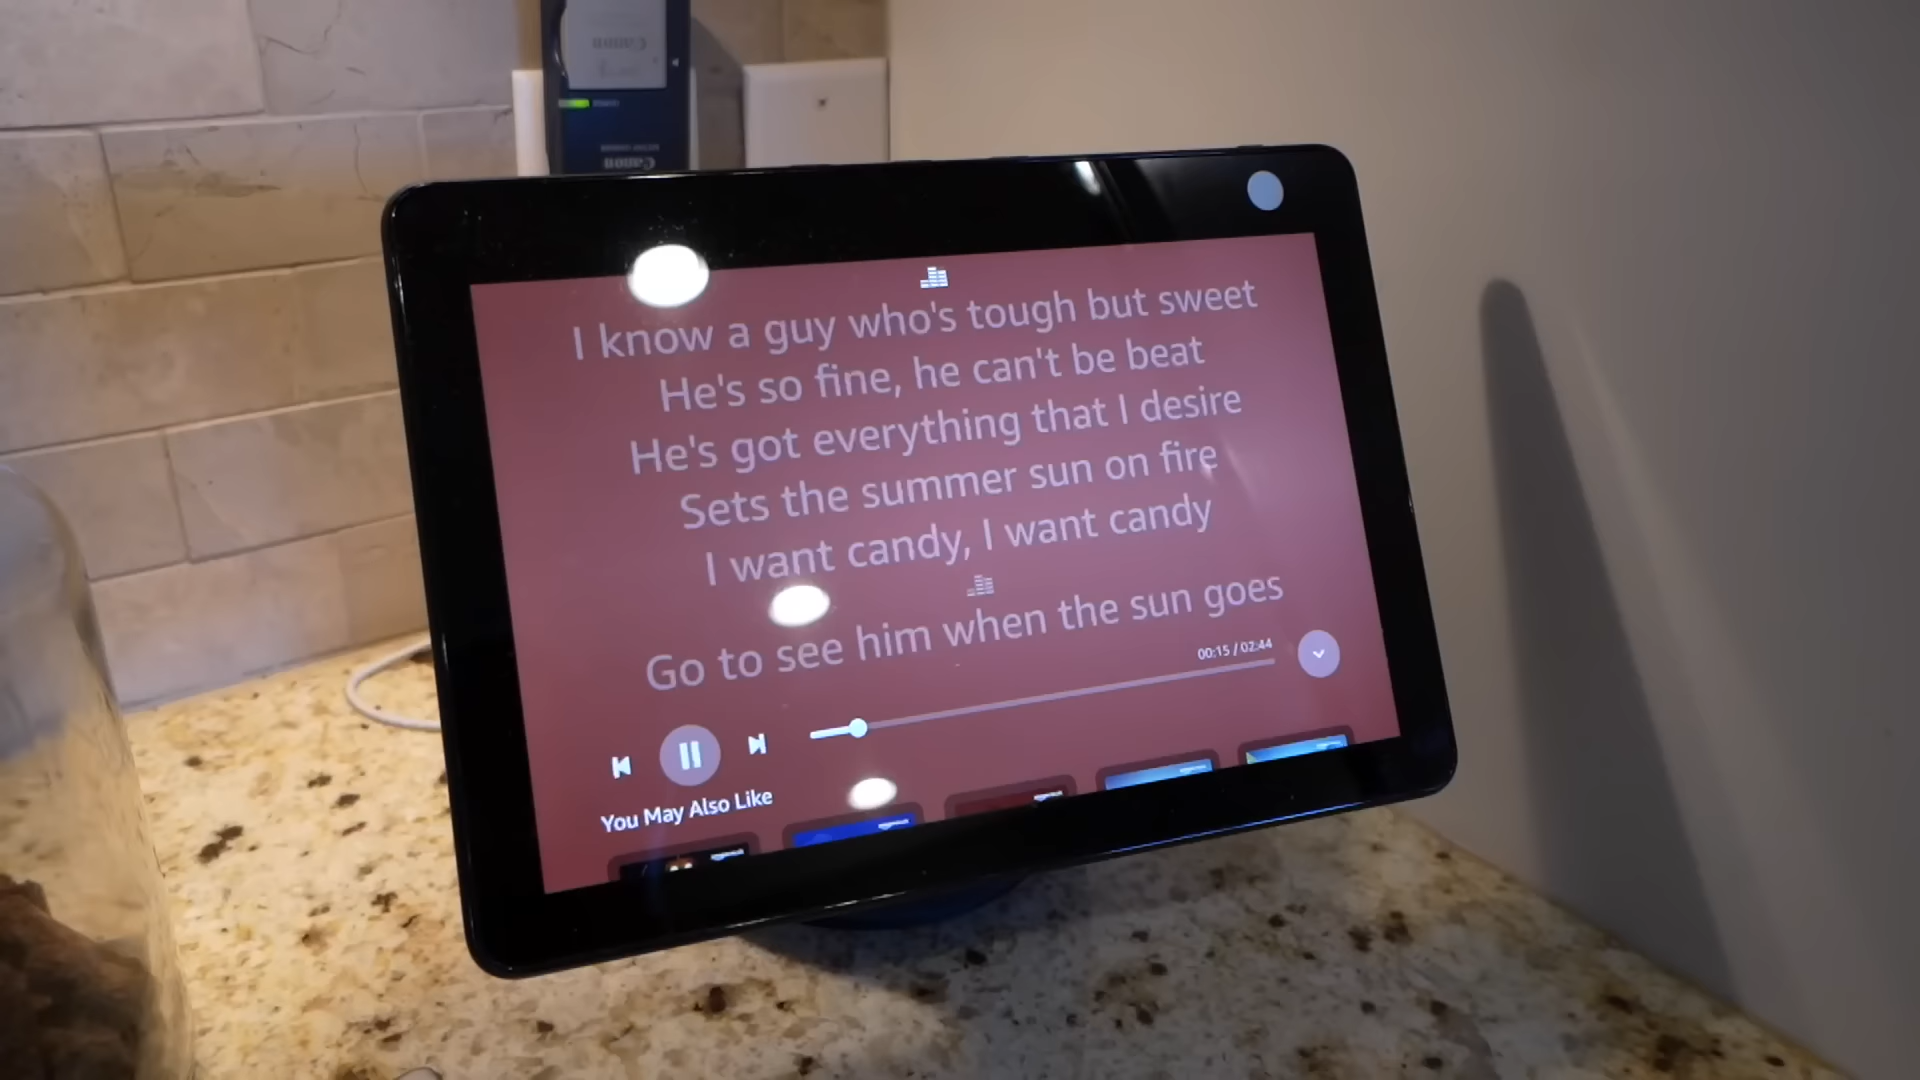 Canon
Canon
I know a guy who's tough but sweet
He's so fine, he can't be beat
He's got everything that I desire
Sets the summer sun on fire
I want candy, I want candy
Go to see him when the sun goes
00:15 / 02:44
You May Also Like